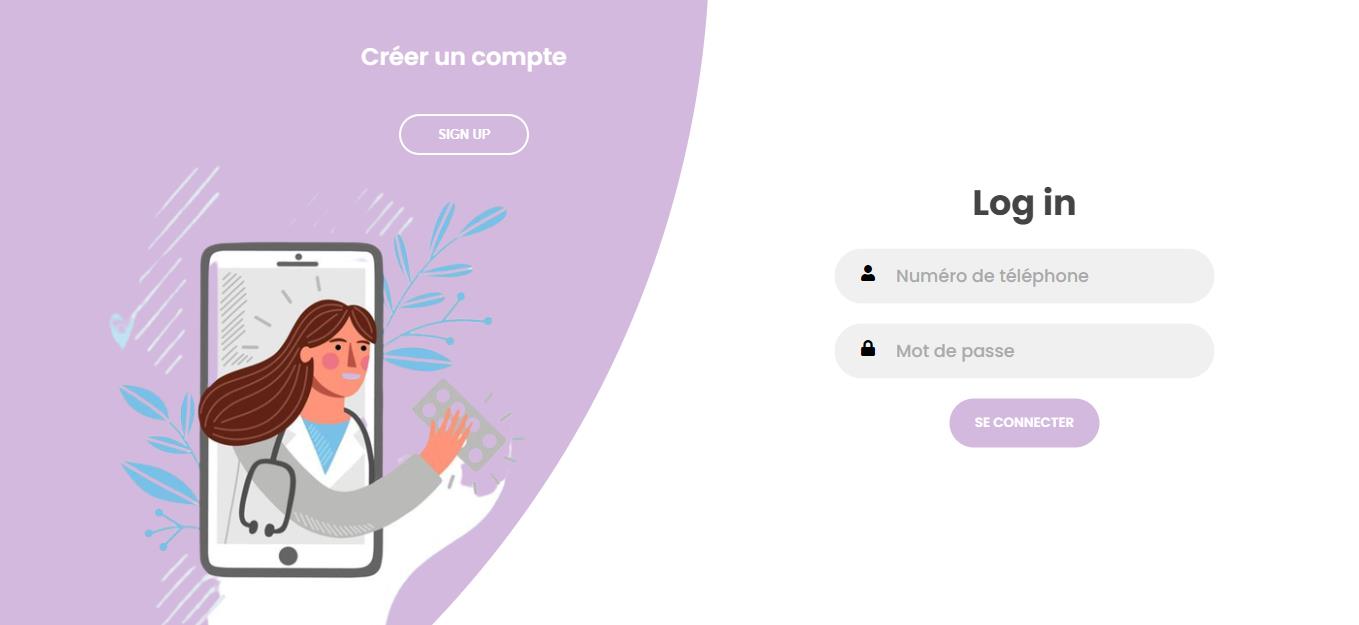 Créer un compte
SIGN UP
Log in
Numéro de téléphone
Mot de passe
SE CONNECTER